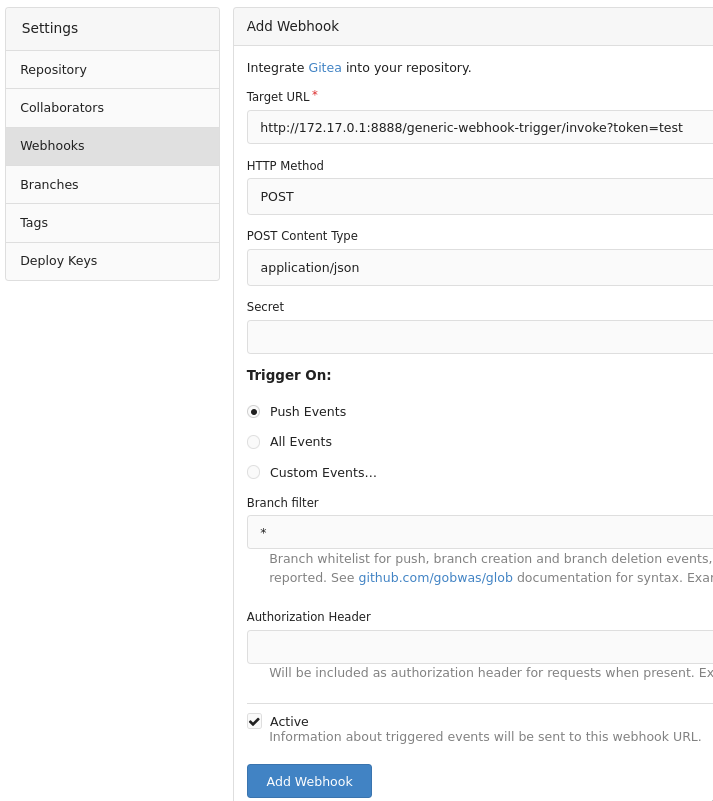 Settings
Repository
Collaborators
Webhooks
Branches
Tags
Deploy Keys
Add Webhook
Integrate Gitea into your repository.
Target URL *
http://172.17.0.1:8888/generic-webhook-trigger/invoke?token=test
HTTP Method
POST
POST Content Type
application/json
Secret
Trigger On:
Push Events
All Events
Custom Events...
Branch filter
*
Branch whitelist for push, branch creation and branch deletion events,
reported. See github.com/gobwas/glob documentation for syntax. Exar
Authorization Header
Will be included as authorization header for requests when present. Ex
Active
Information about triggered events will be sent to this webhook URL.
Add Webhook